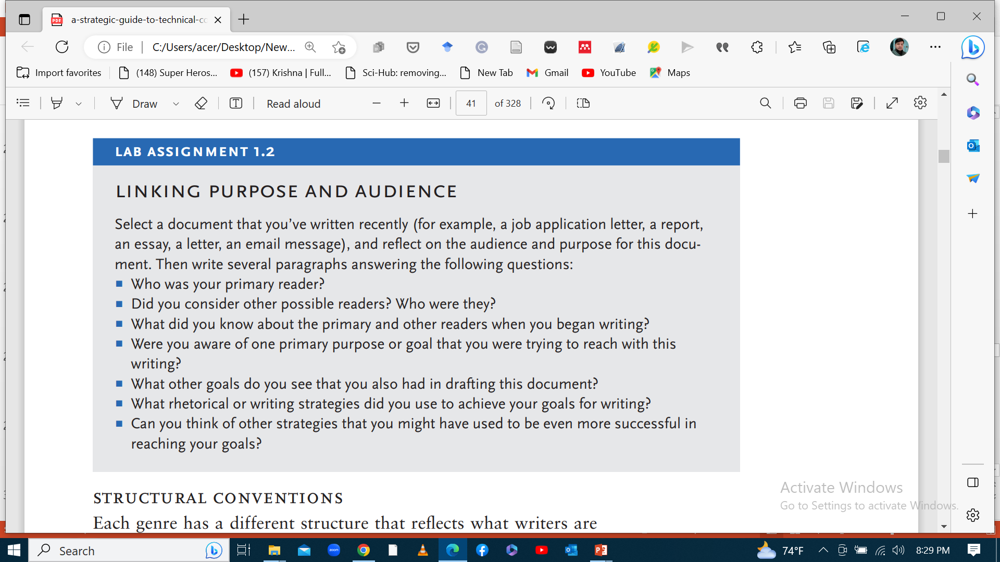 a-strategic-guide-to-technical-co
File
C:/Users/acer/Desktop/New...
Import favorites
(148) Super Heros...
(157) Krishna | Full...
Sci-Hub: removing...
New Tab
Gmail
YouTube
Maps
Draw
Read aloud
41
of 328
LAB ASSIGNMENT 1.2
LINKING PURPOSE AND AUDIENCE
Select a document that you've written recently (for example, a job application letter, a report,
an essay, a letter, an email message), and reflect on the audience and purpose for this docu-
ment. Then write several paragraphs answering the following questions:
■ Who was your primary reader?
■ Did you consider other possible readers? Who were they?
■ What did you know about the primary and other readers when you began writing?
■ Were you aware of one primary purpose or goal that you were trying to reach with this
writing?
■ What other goals do you see that you also had in drafting this document?
■ What rhetorical or writing strategies did you use to achieve your goals for writing?
■ Can you think of other strategies that you might have used to be even more successful in
reaching your goals?
STRUCTURAL CONVENTIONS
Each genre has a different structure that reflects what writers are
Activate Windows
Go to Settings to activate Windows.
Search
zoom
74°F
8:29 PM